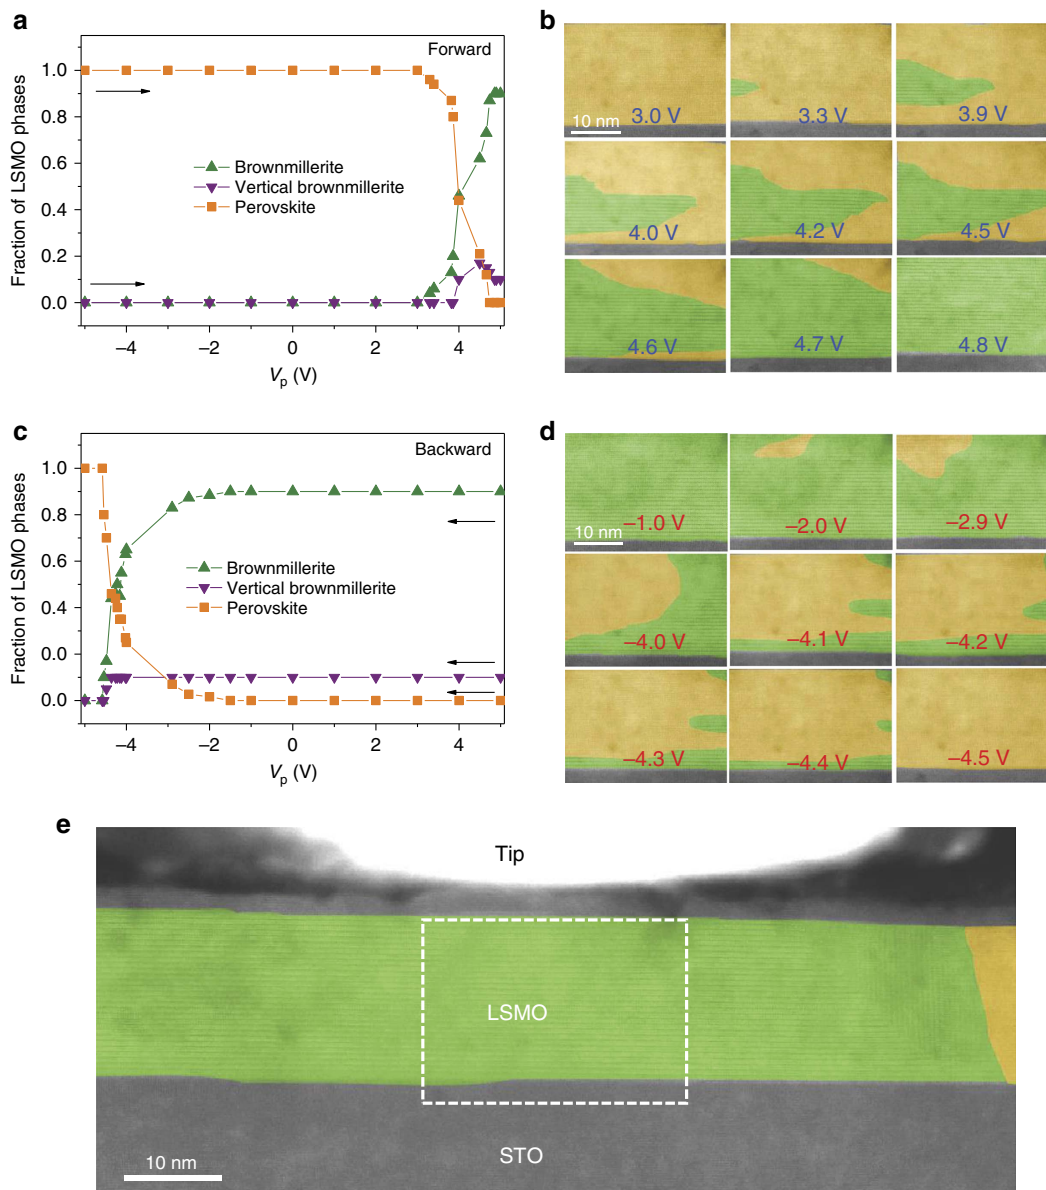 a
Forward
Fraction of LSMO phases
1.0
0.8
0.6
0.4
0.2
0.0
Brownmillerite
Vertical brownmillerite
Perovskite
–4
–2
0
2
4
Vp (V)
b
10 nm
3.0 V
3.3 V
3.9 V
4.0 V
4.2 V
4.5 V
4.6 V
4.7 V
4.8 V
c
Backward
Fraction of LSMO phases
1.0
0.8
0.6
0.4
0.0
0.0
Brownmillerite
Vertical brownmillerite
Perovskite
–4
–2
0
2
4
Vp (V)
d
10 nm
–1.0 V
–2.0 V
–2.9 V
–4.0 V
–4.1 V
–4.2 V
–4.3 V
–4.4 V
–4.5 V
e
Tip
LSMO
STO
10 nm